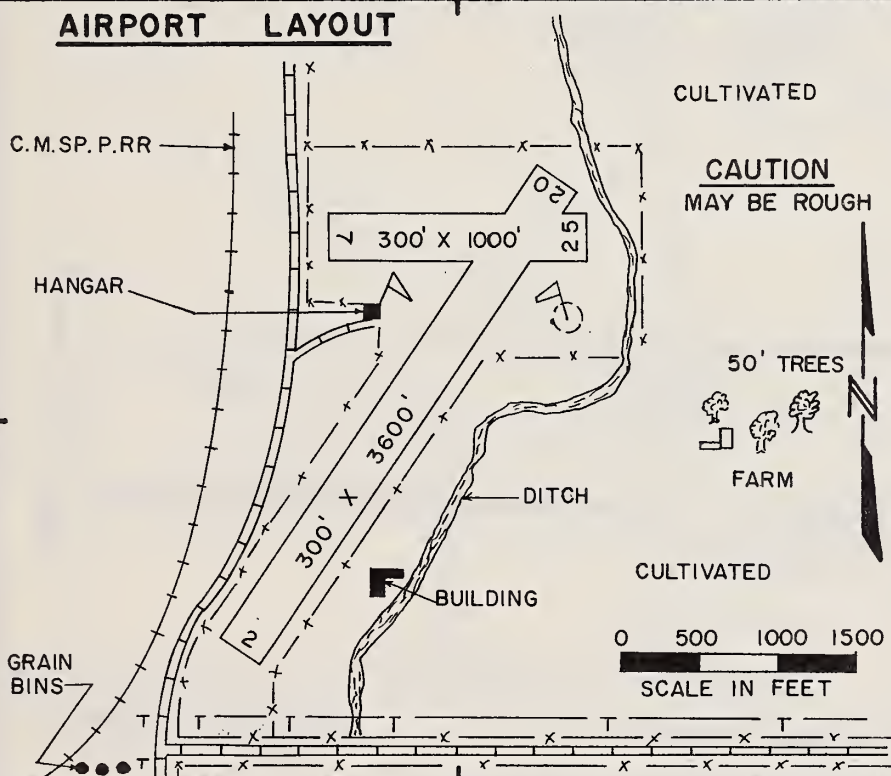 AIRPORT LAYOUT
CULTIVATED
C.M.SP.P.RR
CAUTION
MAY BE ROUGH
20
7 300' X 1000' 25
HANGAR
50' TREES
N
300' X 3600'
FARM
DITCH
CULTIVATED
BUILDING
2
0 500 1000 1500
SCALE IN FEET
GRAIN
BINS
T T T T T T
T